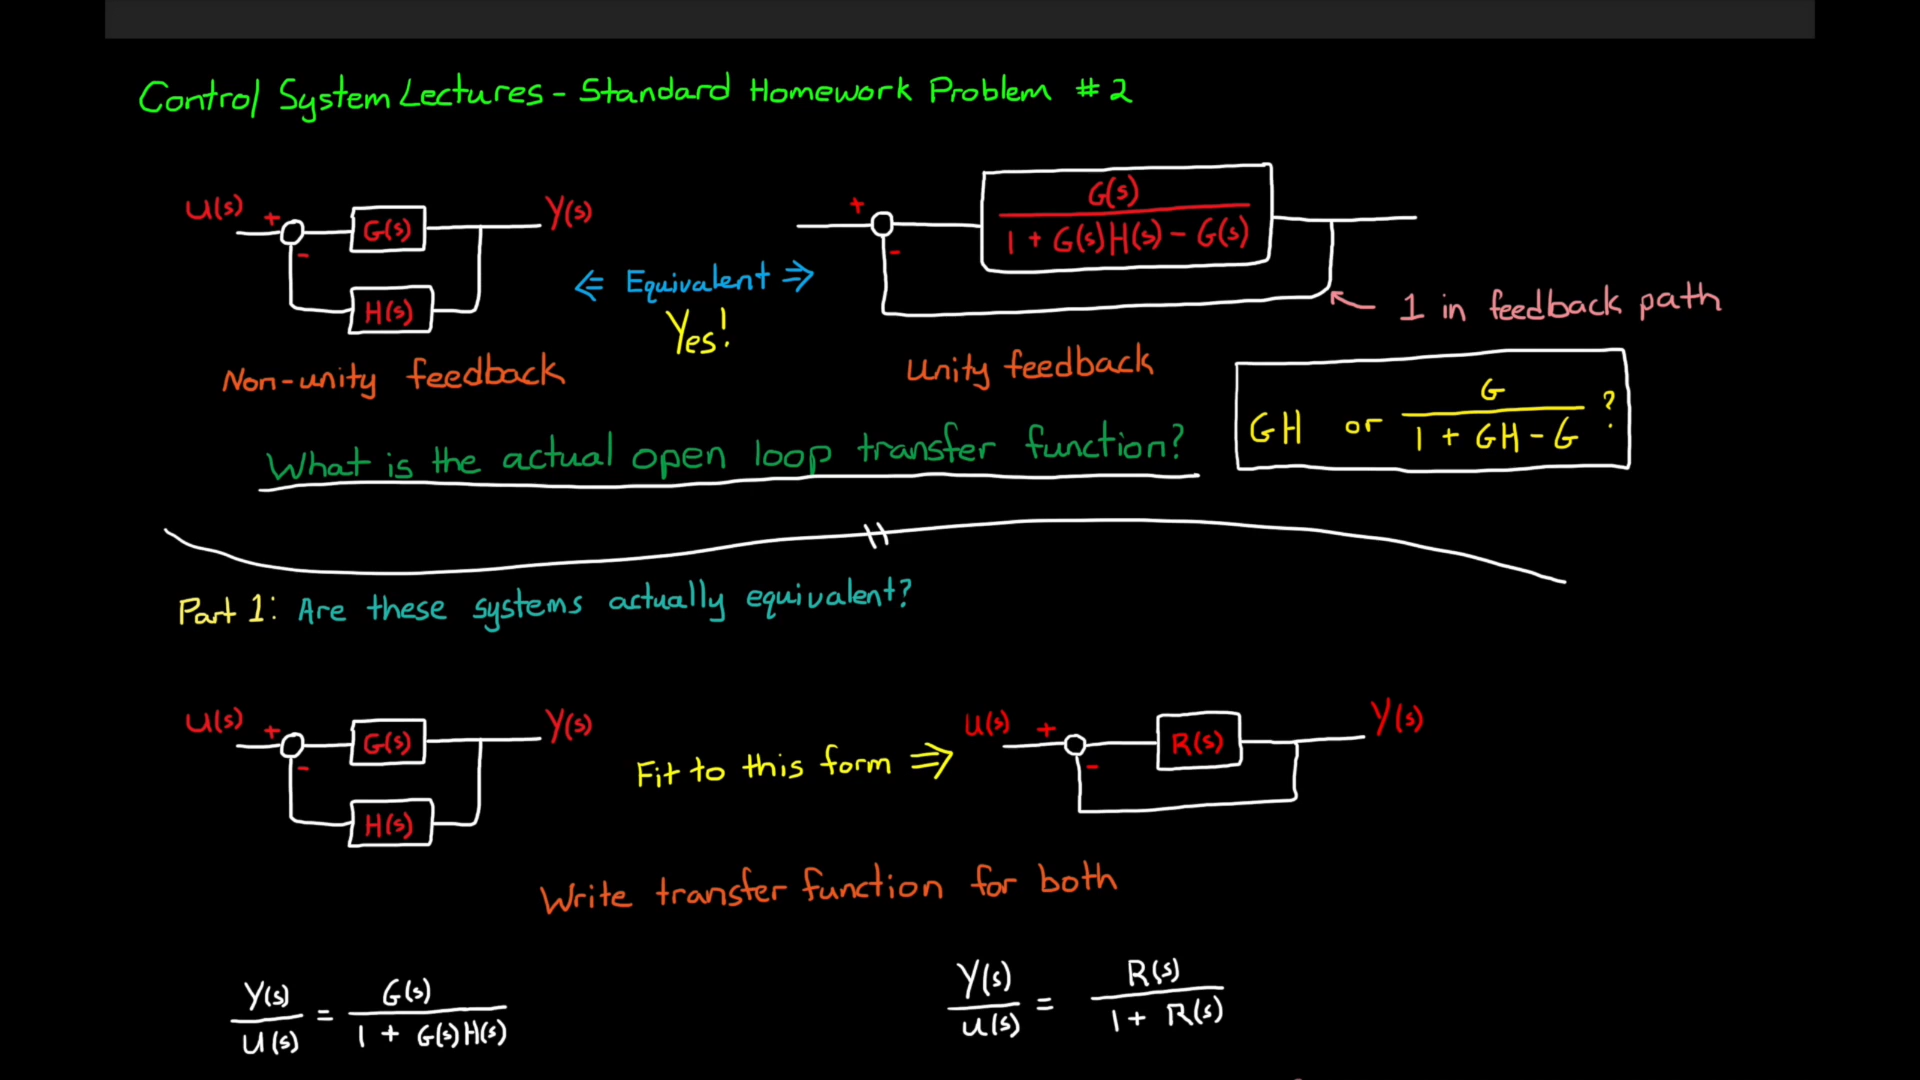 Control System Lectures - Standard Homework Problem #2
U(s) + - G(s) Y(s) H(s)
+ - G(s) / 1 + G(s)H(s) - G(s)
⇐ Equivalent ⇒
Yes!
← 1 in feedback path
Non-unity feedback
Unity feedback
What is the actual open loop transfer function?
GH or G / 1 + GH - G ?
Part 1: Are these systems actually equivalent?
U(s) + - G(s) Y(s) H(s)
Fit to this form ⇒
U(s) + - R(s) Y(s)
Write transfer function for both
Y(s) / U(s) = G(s) / 1 + G(s)H(s)
Y(s) / U(s) = R(s) / 1 + R(s)